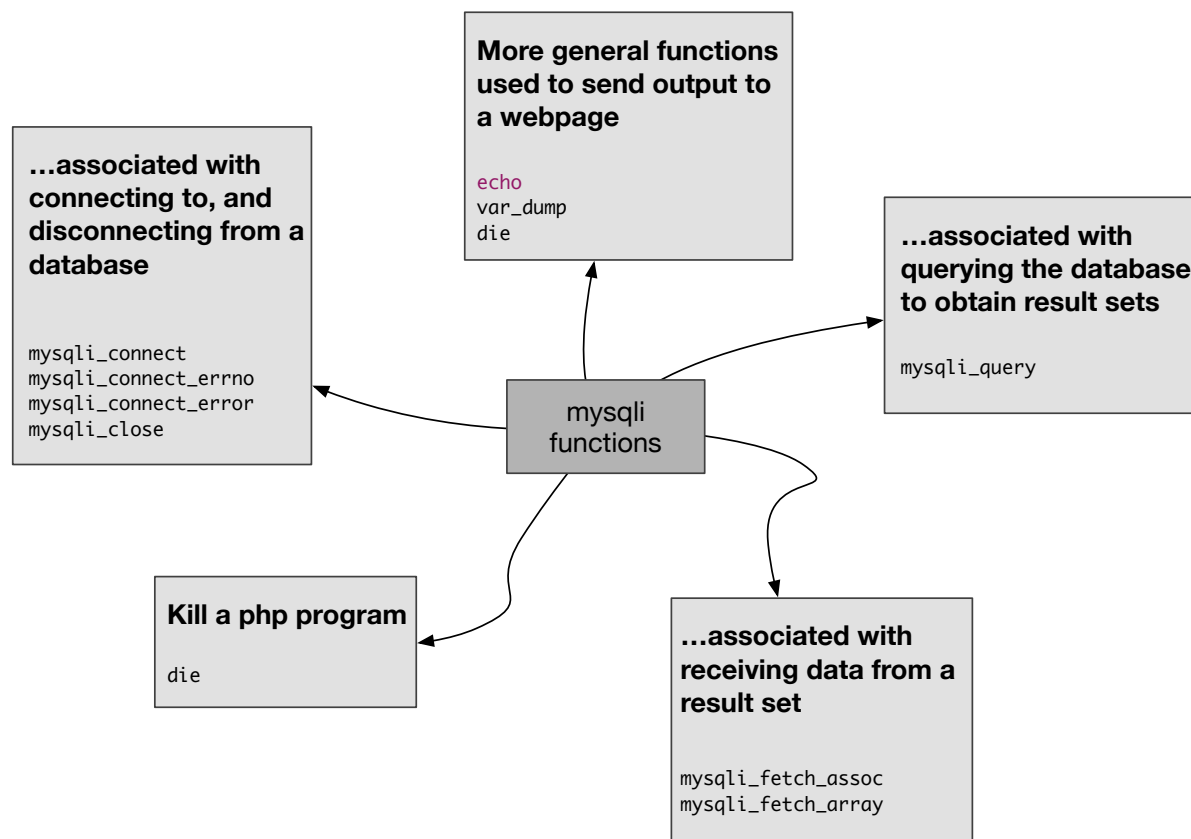 More general functions
used to send output to
a webpage
echo
var_dump
die
…associated with
connecting to, and
disconnecting from a
database
mysqli_connect
mysqli_connect_errno
mysqli_connect_error
mysqli_close
…associated with
querying the database
to obtain result sets
mysqli_query
mysqli
functions
Kill a php program
die
…associated with
receiving data from a
result set
mysqli_fetch_assoc
mysqli_fetch_array